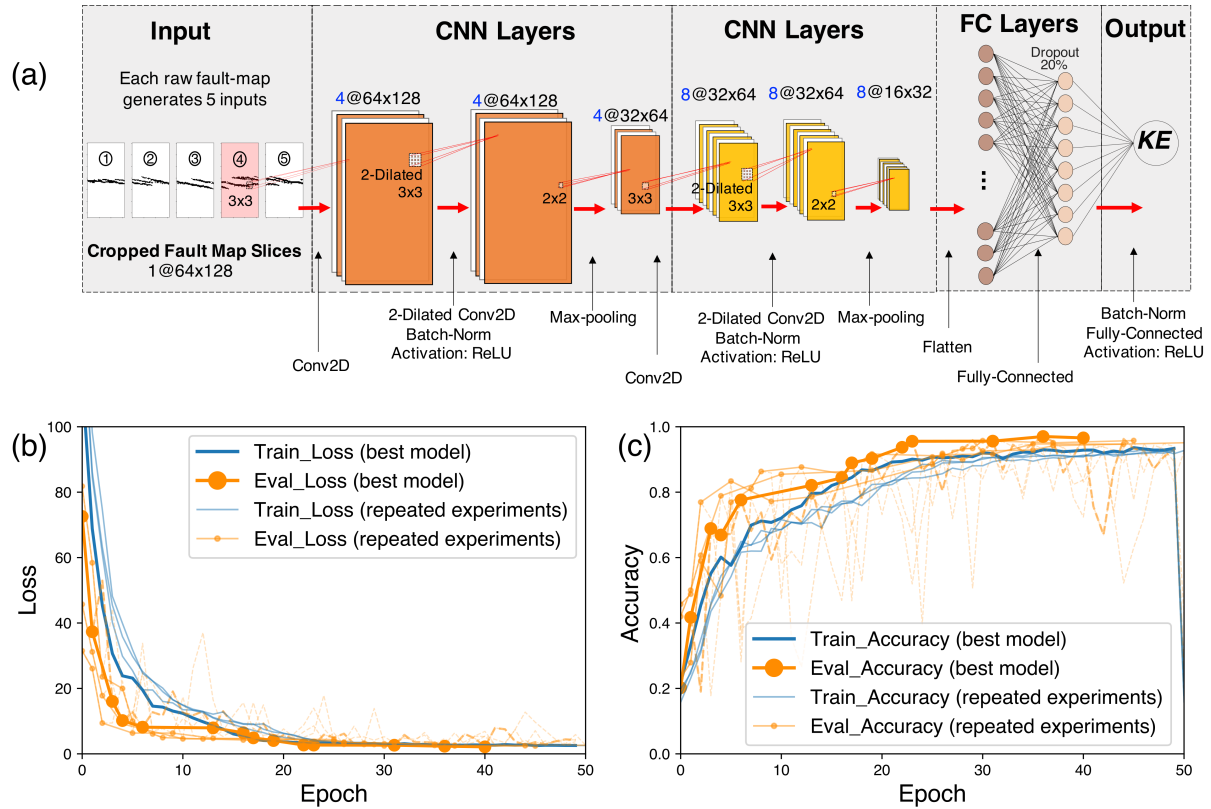 (a)
Input
CNN Layers
CNN Layers
FC Layers
Output
Each raw fault-map
generates 5 inputs
① ② ③ ④ ⑤
3x3
Cropped Fault Map Slices
1@64x128
4@64x128
2-Dilated
3x3
4@64x128
2x2
4@32x64
3x3
8@32x64
2-Dilated
3x3
8@32x64
2x2
8@16x32
Dropout
20%
KE
Conv2D
2-Dilated Conv2D
Batch-Norm
Activation: ReLU
Max-pooling
Conv2D
2-Dilated Conv2D
Batch-Norm
Activation: ReLU
Max-pooling
Flatten
Fully-Connected
Batch-Norm
Fully-Connected
Activation: ReLU
(b)
Train_Loss (best model)
Eval_Loss (best model)
Train_Loss (repeated experiments)
Eval_Loss (repeated experiments)
Loss
100
80
60
40
20
0
0 10 20 30 40 50
Epoch
(c)
Train_Accuracy (best model)
Eval_Accuracy (best model)
Train_Accuracy (repeated experiments)
Eval_Accuracy (repeated experiments)
Accuracy
1.0
0.8
0.6
0.4
0.2
0.0
0 10 20 30 40 50
Epoch